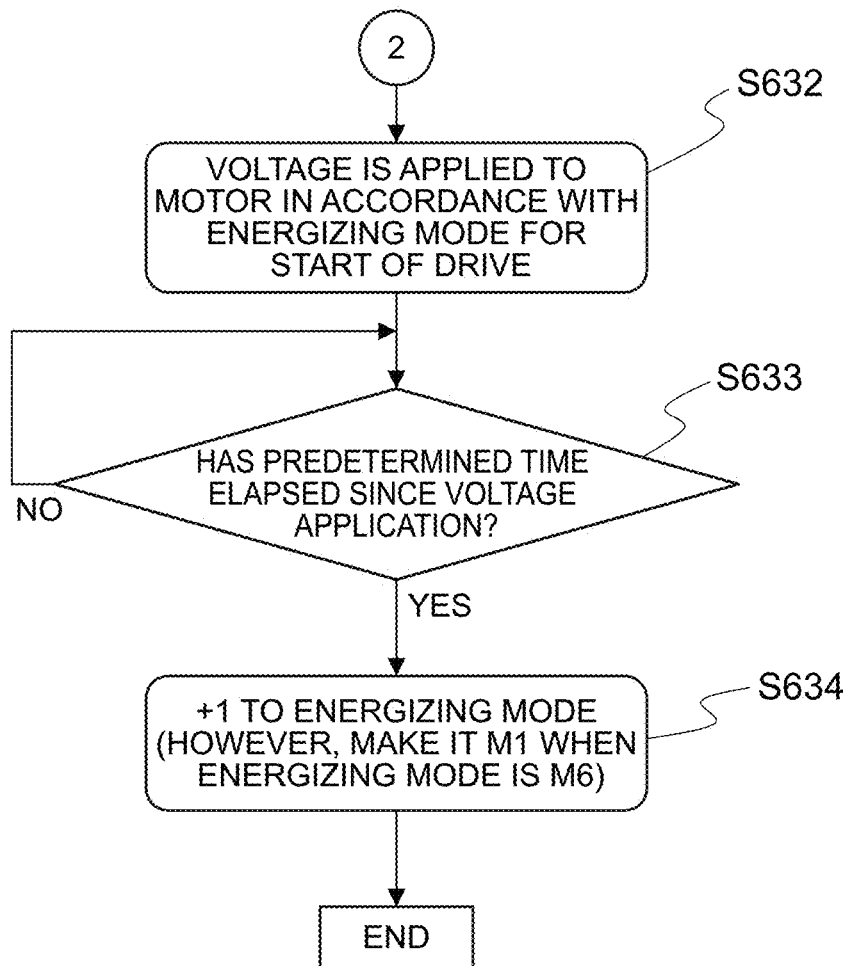 2
S632
VOLTAGE IS APPLIED TO
MOTOR IN ACCORDANCE WITH
ENERGIZING MODE FOR
START OF DRIVE
S633
HAS PREDETERMINED TIME
ELAPSED SINCE VOLTAGE
APPLICATION?
NO
YES
S634
+1 TO ENERGIZING MODE
(HOWEVER, MAKE IT M1 WHEN
ENERGIZING MODE IS M6)
END